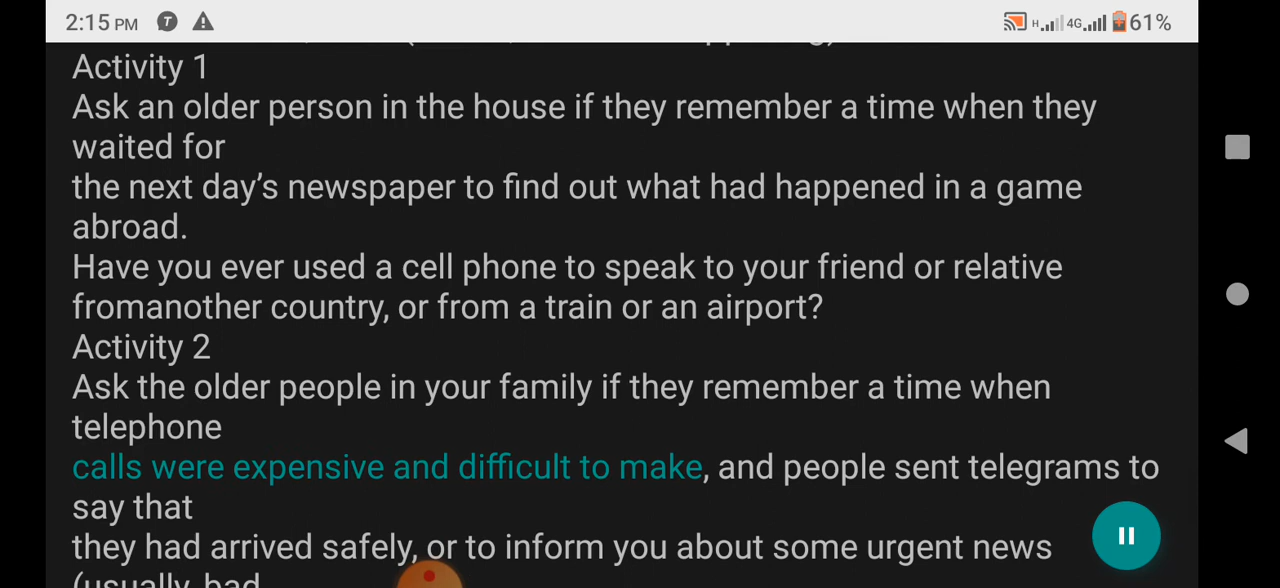 2:15 PM T H 4G 61%
Activity 1
Ask an older person in the house if they remember a time when they
waited for
the next day’s newspaper to find out what had happened in a game
abroad.
Have you ever used a cell phone to speak to your friend or relative
fromanother country, or from a train or an airport?
Activity 2
Ask the older people in your family if they remember a time when
telephone
calls were expensive and difficult to make, and people sent telegrams to
say that
they had arrived safely, or to inform you about some urgent news
(usually bad